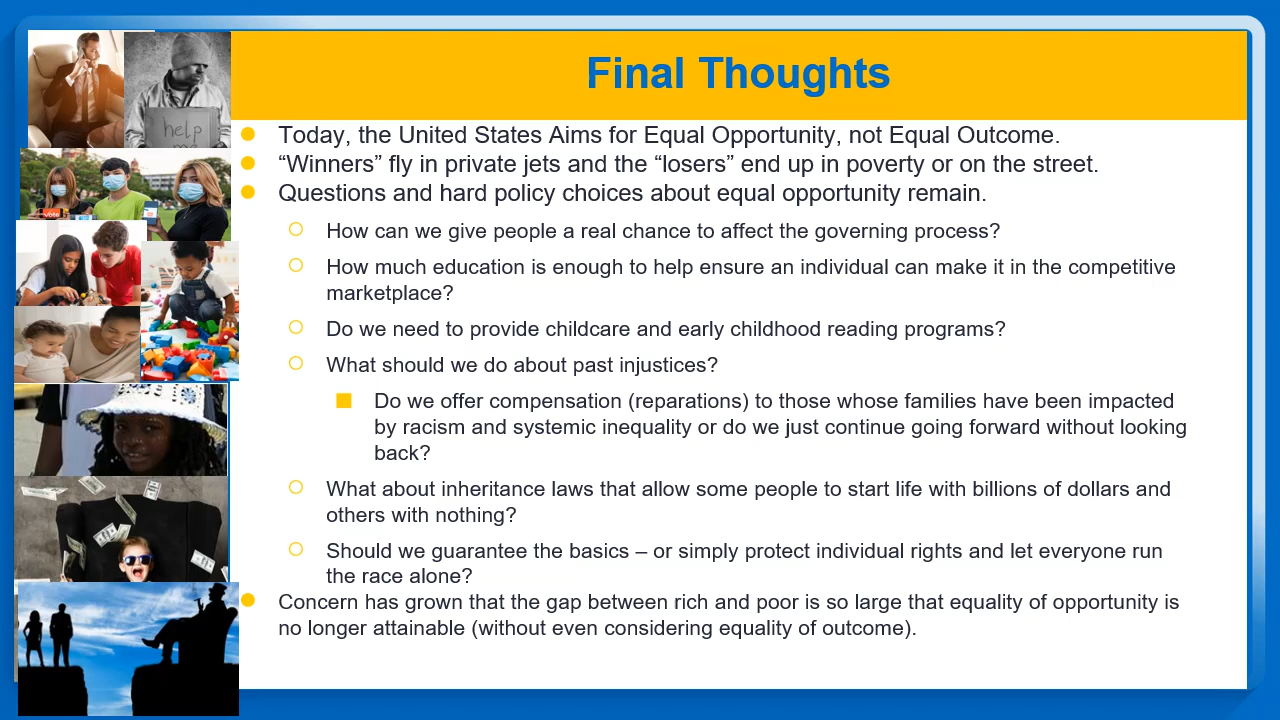 Final Thoughts
Today, the United States Aims for Equal Opportunity, not Equal Outcome.
“Winners” fly in private jets and the “losers” end up in poverty or on the street.
Questions and hard policy choices about equal opportunity remain.
How can we give people a real chance to affect the governing process?
How much education is enough to help ensure an individual can make it in the competitive
marketplace?
Do we need to provide childcare and early childhood reading programs?
What should we do about past injustices?
Do we offer compensation (reparations) to those whose families have been impacted
by racism and systemic inequality or do we just continue going forward without looking
back?
What about inheritance laws that allow some people to start life with billions of dollars and
others with nothing?
Should we guarantee the basics – or simply protect individual rights and let everyone run
the race alone?
Concern has grown that the gap between rich and poor is so large that equality of opportunity is
no longer attainable (without even considering equality of outcome).
help
me